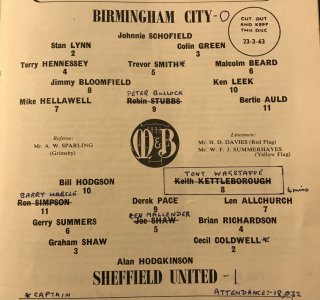 BIRMINGHAM CITY -0
CUT OUT
AND KEEP
THIS DISC
23-3-63
Johnnie SCHOFIELD
Stan LYNN Colin GREEN
2 3
Terry HENNESSEY Trevor SMITH* Malcolm BEARD
4 5 6
Jimmy BLOOMFIELD Ken LEEK
8 10
PETER BULLOCK
Mike HELLAWELL Robin STUBBS Bertie AULD
7 9 11
Referee: Linesmen:
Mr. A. W. SPARLING Mr. H. D. DAVIES (Red Flag)
(Grimsby) Mr. W. F. J. SUMMERHAYES
(Yellow Flag)
M&B
TONY WAGSTAFFE
Bill HODGSON Keith KETTLEBOROUGH
10 8
BARRY HARTLE
Ron SIMPSON Derek PACE Len ALLCHURCH
11 9 7
KEN MALLENDER
Gerry SUMMERS Joe SHAW Brian RICHARDSON
6 5 4
Graham SHAW Cecil COLDWELL*
3 2
Alan HODGKINSON
SHEFFIELD UNITED -1
*CAPTAIN ATTENDANCE:-18,032